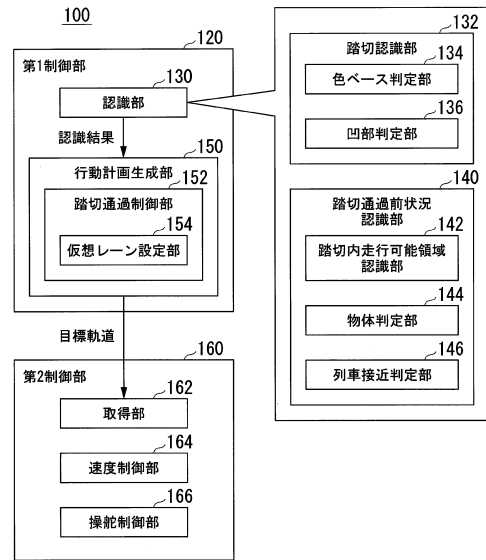 100
120
第1制御部
130
認識部
認識結果
150
行動計画生成部
152
踏切通過制御部
154
仮想レーン設定部
目標軌道
160
第2制御部
162
取得部
164
速度制御部
166
操舵制御部
132
踏切認識部
134
色ベース判定部
136
凹部判定部
140
踏切通過前状況
認識部
142
踏切内走行可能領域
認識部
144
物体判定部
146
列車接近判定部